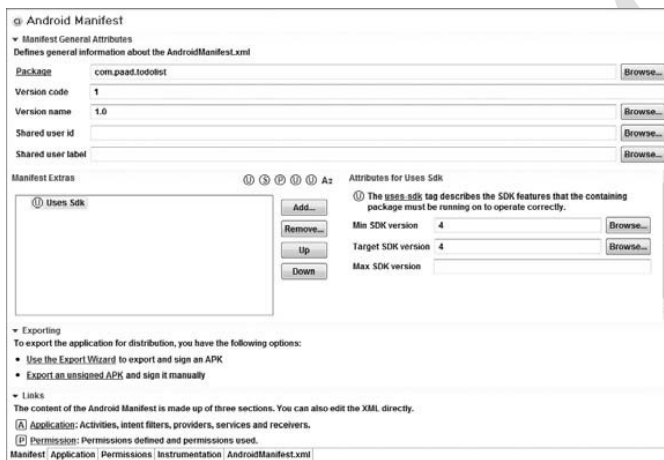 Android Manifest
Manifest General Attributes
Defines general information about the AndroidManifest.xml
Package com.paad.todolist Browse...
Version code 1
Version name 1.0 Browse...
Shared user id Browse...
Shared user label Browse...
Manifest Extras U S P U U Az Attributes for Uses Sdk
U Uses Sdk
Add...
Remove...
Up
Down
U The uses-sdk tag describes the SDK features that the containing
package must be running on to operate correctly.
Min SDK version 4 Browse...
Target SDK version 4 Browse...
Max SDK version
Exporting
To export the application for distribution, you have the following options:
• Use the Export Wizard to export and sign an APK
• Export an unsigned APK and sign it manually
Links
The content of the Android Manifest is made up of three sections. You can also edit the XML directly.
A Application: Activities, intent filters, providers, services and receivers.
P Permission: Permissions defined and permissions used.
Manifest Application Permissions Instrumentation AndroidManifest.xml